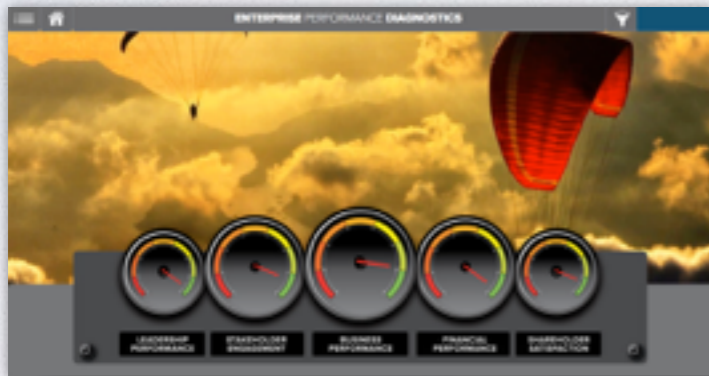 ENTERPRISE PERFORMANCE DIAGNOSTICS
LEADERSHIP
PERFORMANCE
STAKEHOLDER
ENGAGEMENT
BUSINESS
PERFORMANCE
FINANCIAL
PERFORMANCE
SHAREHOLDER
SATISFACTION